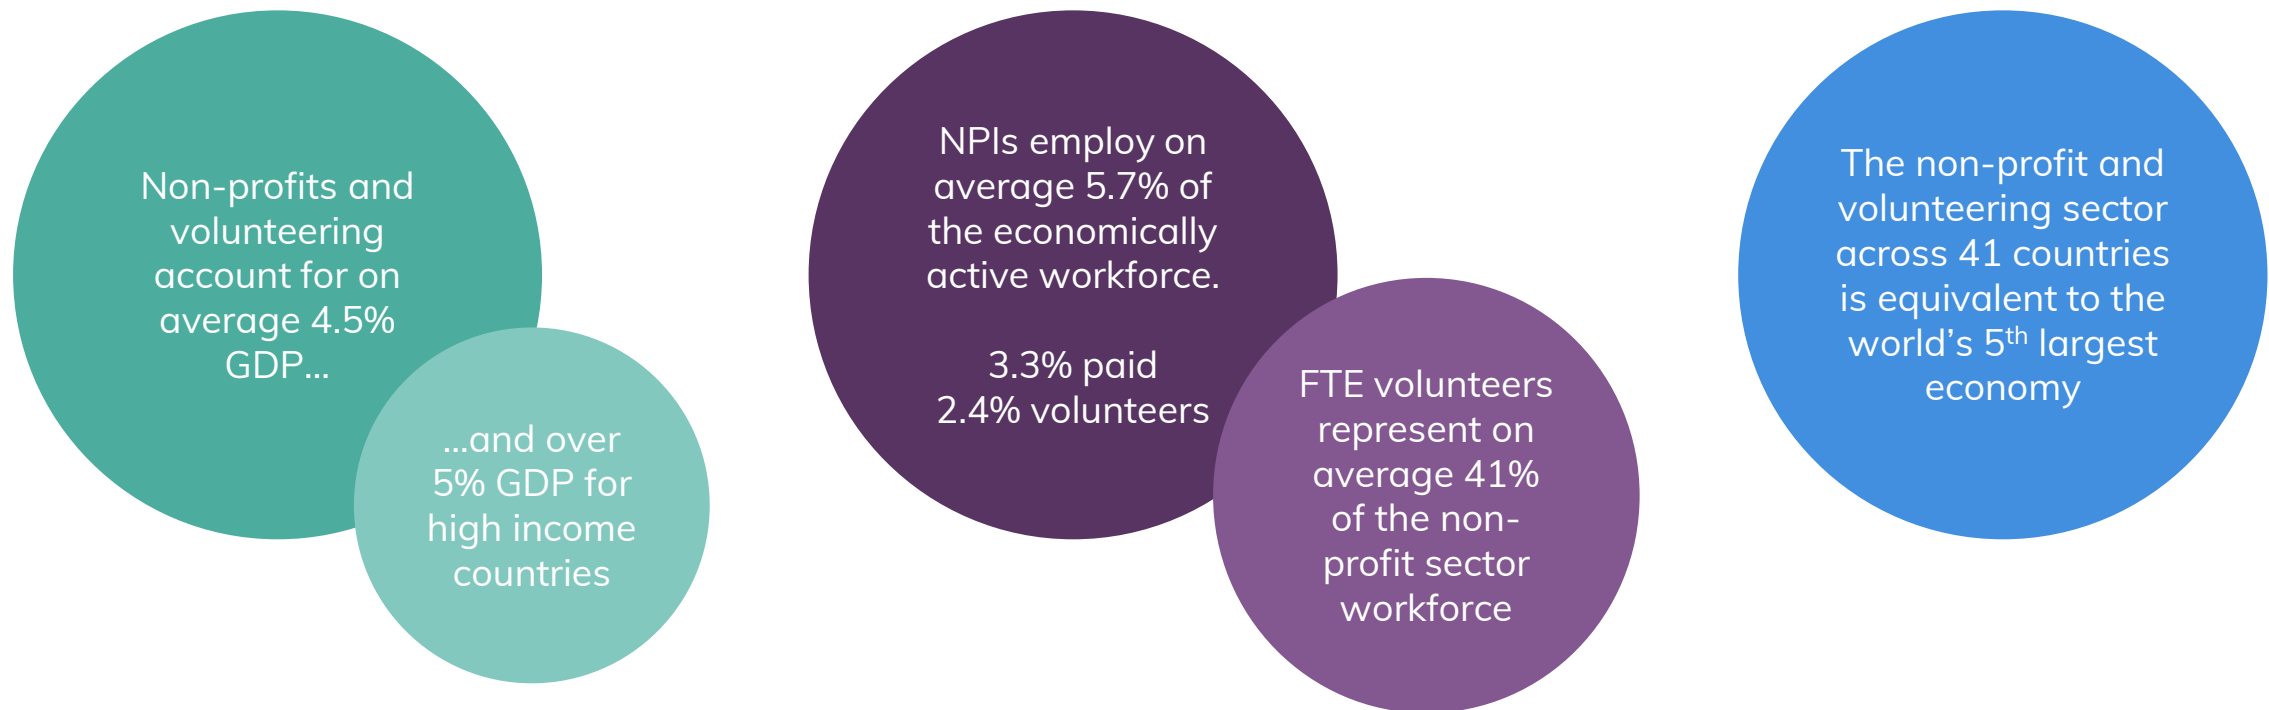 Non-profits and
volunteering
account for on
average 4.5%
GDP...
...and over
5% GDP for
high income
countries
NPIs employ on
average 5.7% of
the economically
active workforce.
3.3% paid
2.4% volunteers
FTE volunteers
represent on
average 41%
of the non-
profit sector
workforce
The non-profit and
volunteering sector
across 41 countries
is equivalent to the
world’s 5th largest
economy